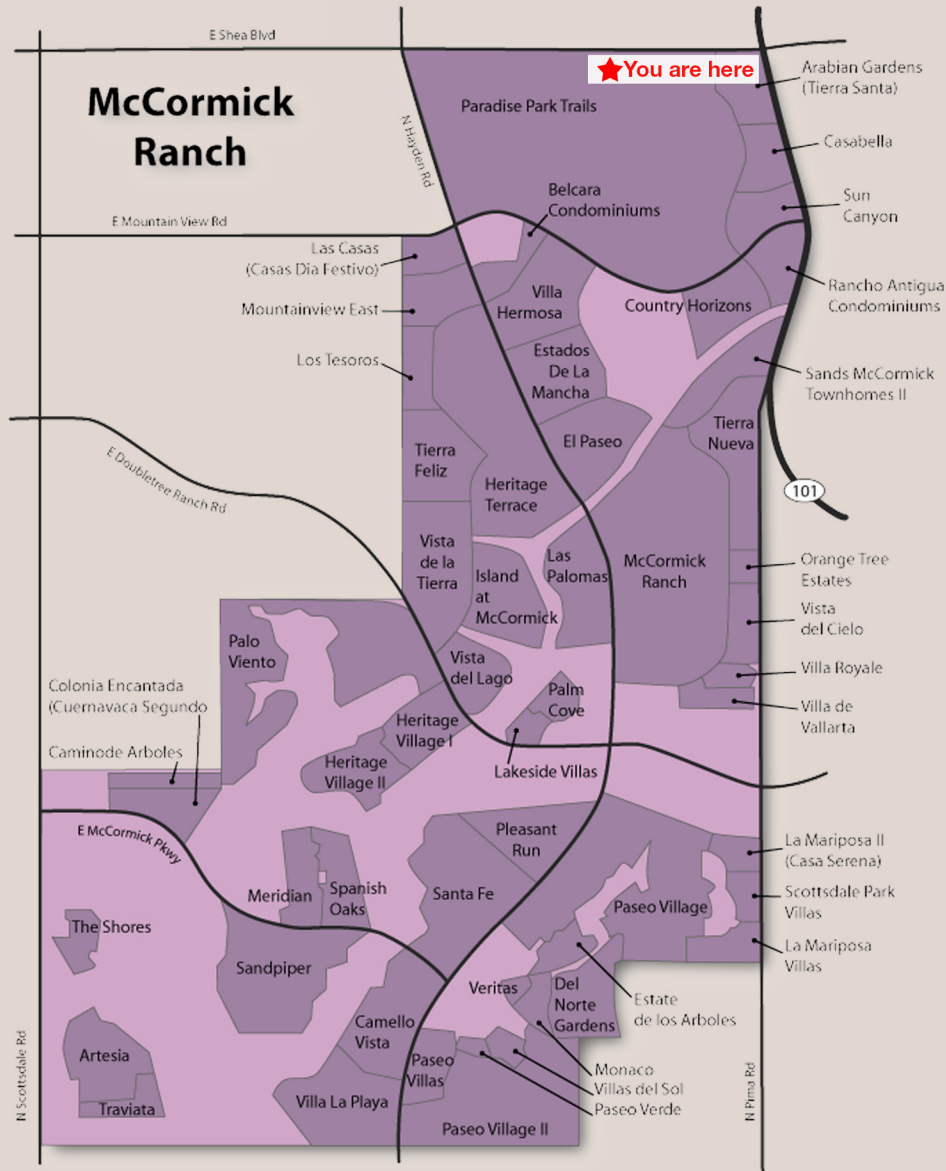 E Shea Blvd
You are here
McCormick
Ranch
Arabian Gardens
(Tierra Santa)
Paradise Park Trails
N Hayden Rd
Casabella
Sun
Canyon
Belcara
Condominiums
E Mountain View Rd
Las Casas
(Casas Dia Festivo)
Rancho Antigua
Condominiums
Villa
Hermosa
Country Horizons
Mountainview East
Los Tesoros
Estados
De La
Mancha
Sands McCormick
Townhomes II
Tierra
Nueva
El Paseo
E Doubletree Ranch Rd
Tierra
Feliz
Heritage
Terrace
101
Vista
de la
Tierra
Island
at
McCormick
Las
Palomas
McCormick
Ranch
Orange Tree
Estates
Vista
del Cielo
Palo
Viento
Vista
del Lago
Villa Royale
Palm
Cove
Villa de
Vallarta
Colonia Encantada
(Cuernavaca Segundo
Heritage
Village I
Caminode Arboles
Heritage
Village II
Lakeside Villas
E McCormick Pkwy
Pleasant
Run
La Mariposa II
(Casa Serena)
Meridian
Spanish
Oaks
Santa Fe
Paseo Village
Scottsdale Park
Villas
The Shores
La Mariposa
Villas
Sandpiper
Veritas
Del
Norte
Gardens
Estate
de los Arboles
Camello
Vista
Artesia
Paseo
Villas
Monaco
Villas del Sol
Paseo Verde
Traviata
Villa La Playa
Paseo Village II
N Scottsdale Rd
N Pima Rd